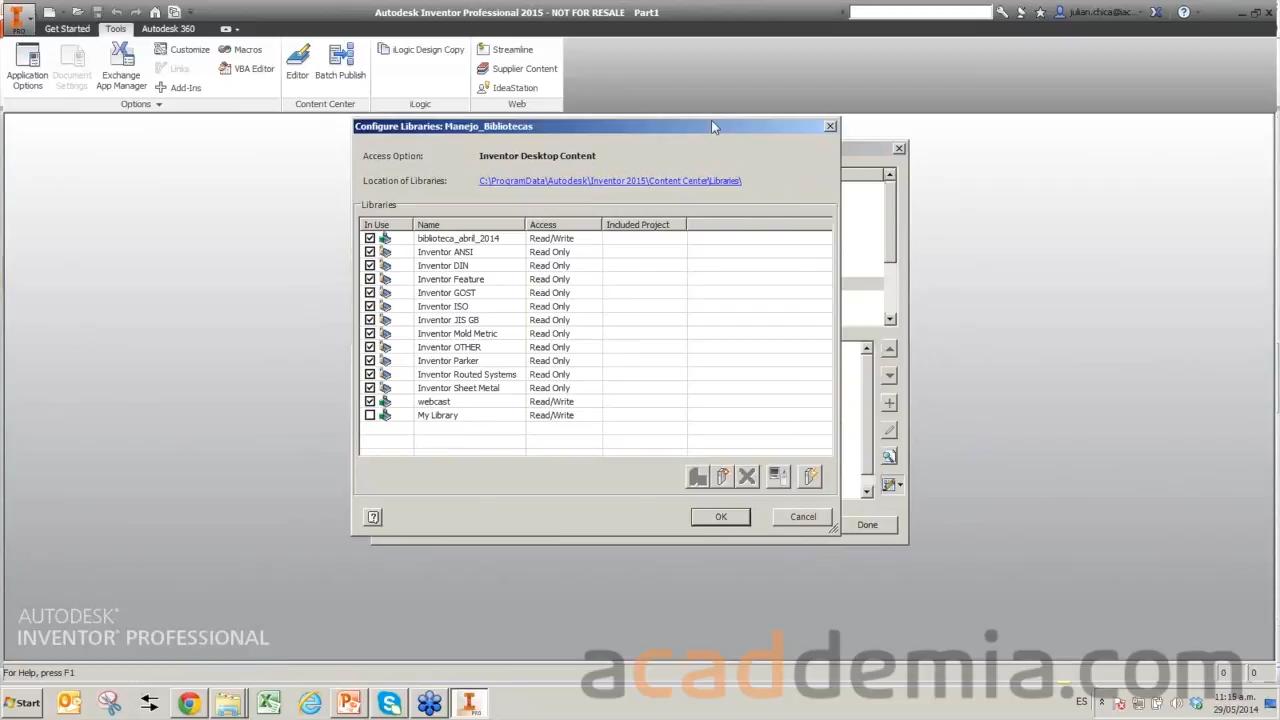 PRO
Autodesk Inventor Professional 2015 - NOT FOR RESALE Part1
julian.chica@iac...
Get Started Tools Autodesk 360
Application Options
Document Settings
Exchange App Manager
Customize
Links
Add-Ins
Macros
VBA Editor
Options
Editor
Batch Publish
Content Center
iLogic Design Copy
iLogic
Streamline
Supplier Content
IdeaStation
Web
Configure Libraries: Manejo_Bibliotecas
Access Option: Inventor Desktop Content
Location of Libraries: C:\ProgramData\Autodesk\Inventor 2015\Content Center\Libraries\
Libraries
In Use Name Access Included Project
biblioteca_abril_2014 Read/Write
Inventor ANSI Read Only
Inventor DIN Read Only
Inventor Feature Read Only
Inventor GOST Read Only
Inventor ISO Read Only
Inventor JIS GB Read Only
Inventor Mold Metric Read Only
Inventor OTHER Read Only
Inventor Parker Read Only
Inventor Routed Systems Read Only
Inventor Sheet Metal Read Only
webcast Read/Write
My Library Read/Write
OK Cancel
Done
AUTODESK®
INVENTOR® PROFESSIONAL
acaddemia.com
For Help, press F1
0 0
Start
ES
11:15 a.m.
29/05/2014